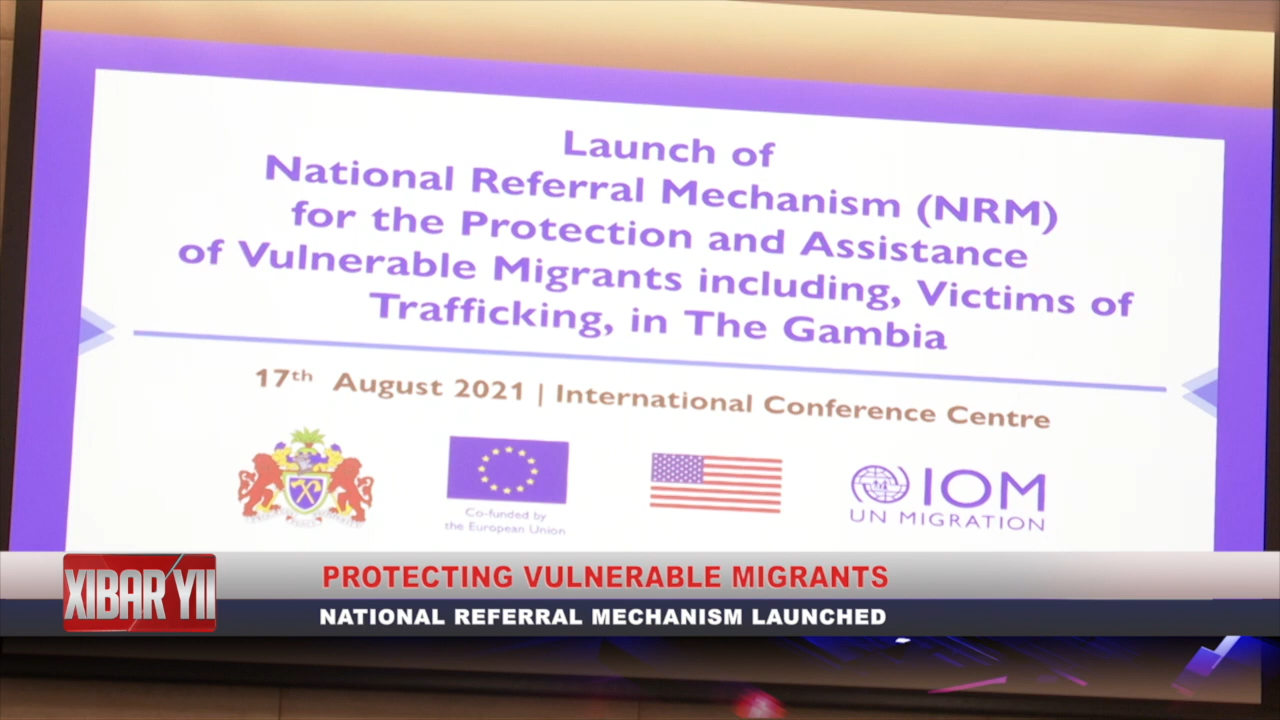 Launch of
National Referral Mechanism (NRM)
for the Protection and Assistance
of Vulnerable Migrants including, Victims of
Trafficking, in The Gambia
17th August 2021 | International Conference Centre
Co-funded by
the European Union
IOM
UN MIGRATION
XIBAR YII
PROTECTING VULNERABLE MIGRANTS
NATIONAL REFERRAL MECHANISM LAUNCHED